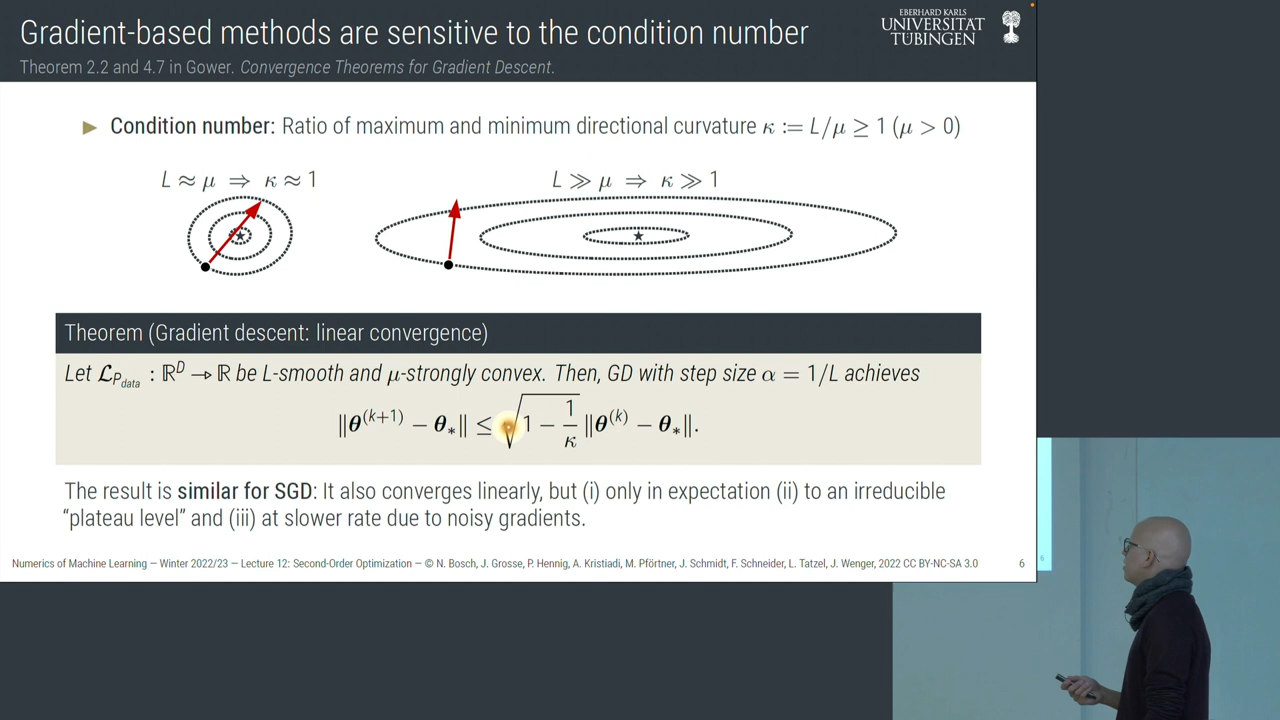 Gradient-based methods are sensitive to the condition number
Theorem 2.2 and 4.7 in Gower. Convergence Theorems for Gradient Descent.
EBERHARD KARLS
UNIVERSITÄT
TÜBINGEN
► Condition number: Ratio of maximum and minimum directional curvature κ := L/μ ≥ 1 (μ > 0)
L ≈ μ ⇒ κ ≈ 1
L ≫ μ ⇒ κ ≫ 1
Theorem (Gradient descent: linear convergence)
Let 𝓛_{P_{data}} : ℝ^D → ℝ be L-smooth and μ-strongly convex. Then, GD with step size α = 1/L achieves
‖θ^{(k+1)} − θ_*‖ ≤ √(1 − 1/κ) ‖θ^{(k)} − θ_*‖.
The result is similar for SGD: It also converges linearly, but (i) only in expectation (ii) to an irreducible
“plateau level” and (iii) at slower rate due to noisy gradients.
Numerics of Machine Learning — Winter 2022/23 — Lecture 12: Second-Order Optimization — © N. Bosch, J. Grosse, P. Hennig, A. Kristiadi, M. Pförtner, J. Schmidt, F. Schneider, L. Tatzel, J. Wenger, 2022 CC BY-NC-SA 3.0
6
6